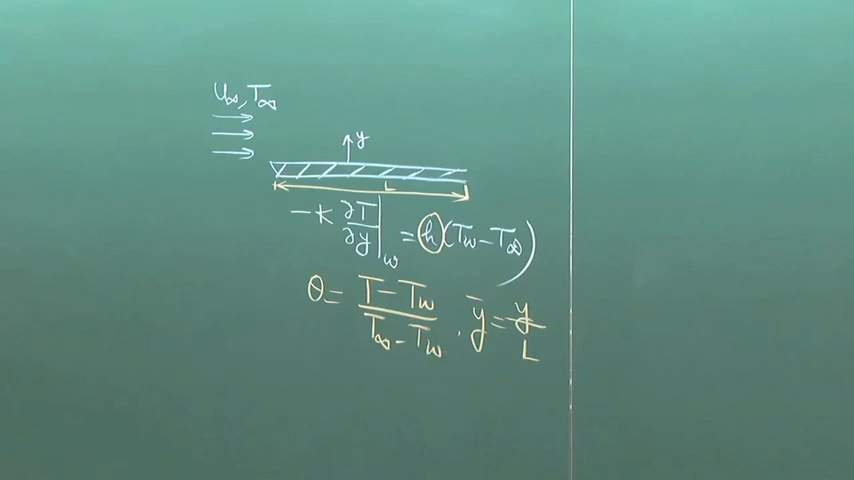 u∞, T∞
y
L
-k ∂T/∂y|w = h(Tw - T∞)
θ = (T - Tw)/(T∞ - Tw), ȳ = y/L